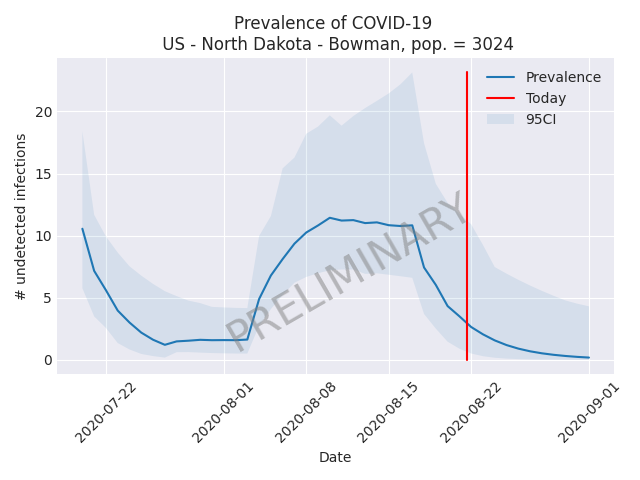 Prevalence of COVID-19
US - North Dakota - Bowman, pop. = 3024
Prevalence
Today
95CI
# undetected infections
20
15
10
5
0
PRELIMINARY
2020-07-22
2020-08-01
2020-08-08
2020-08-15
2020-08-22
2020-09-01
Date